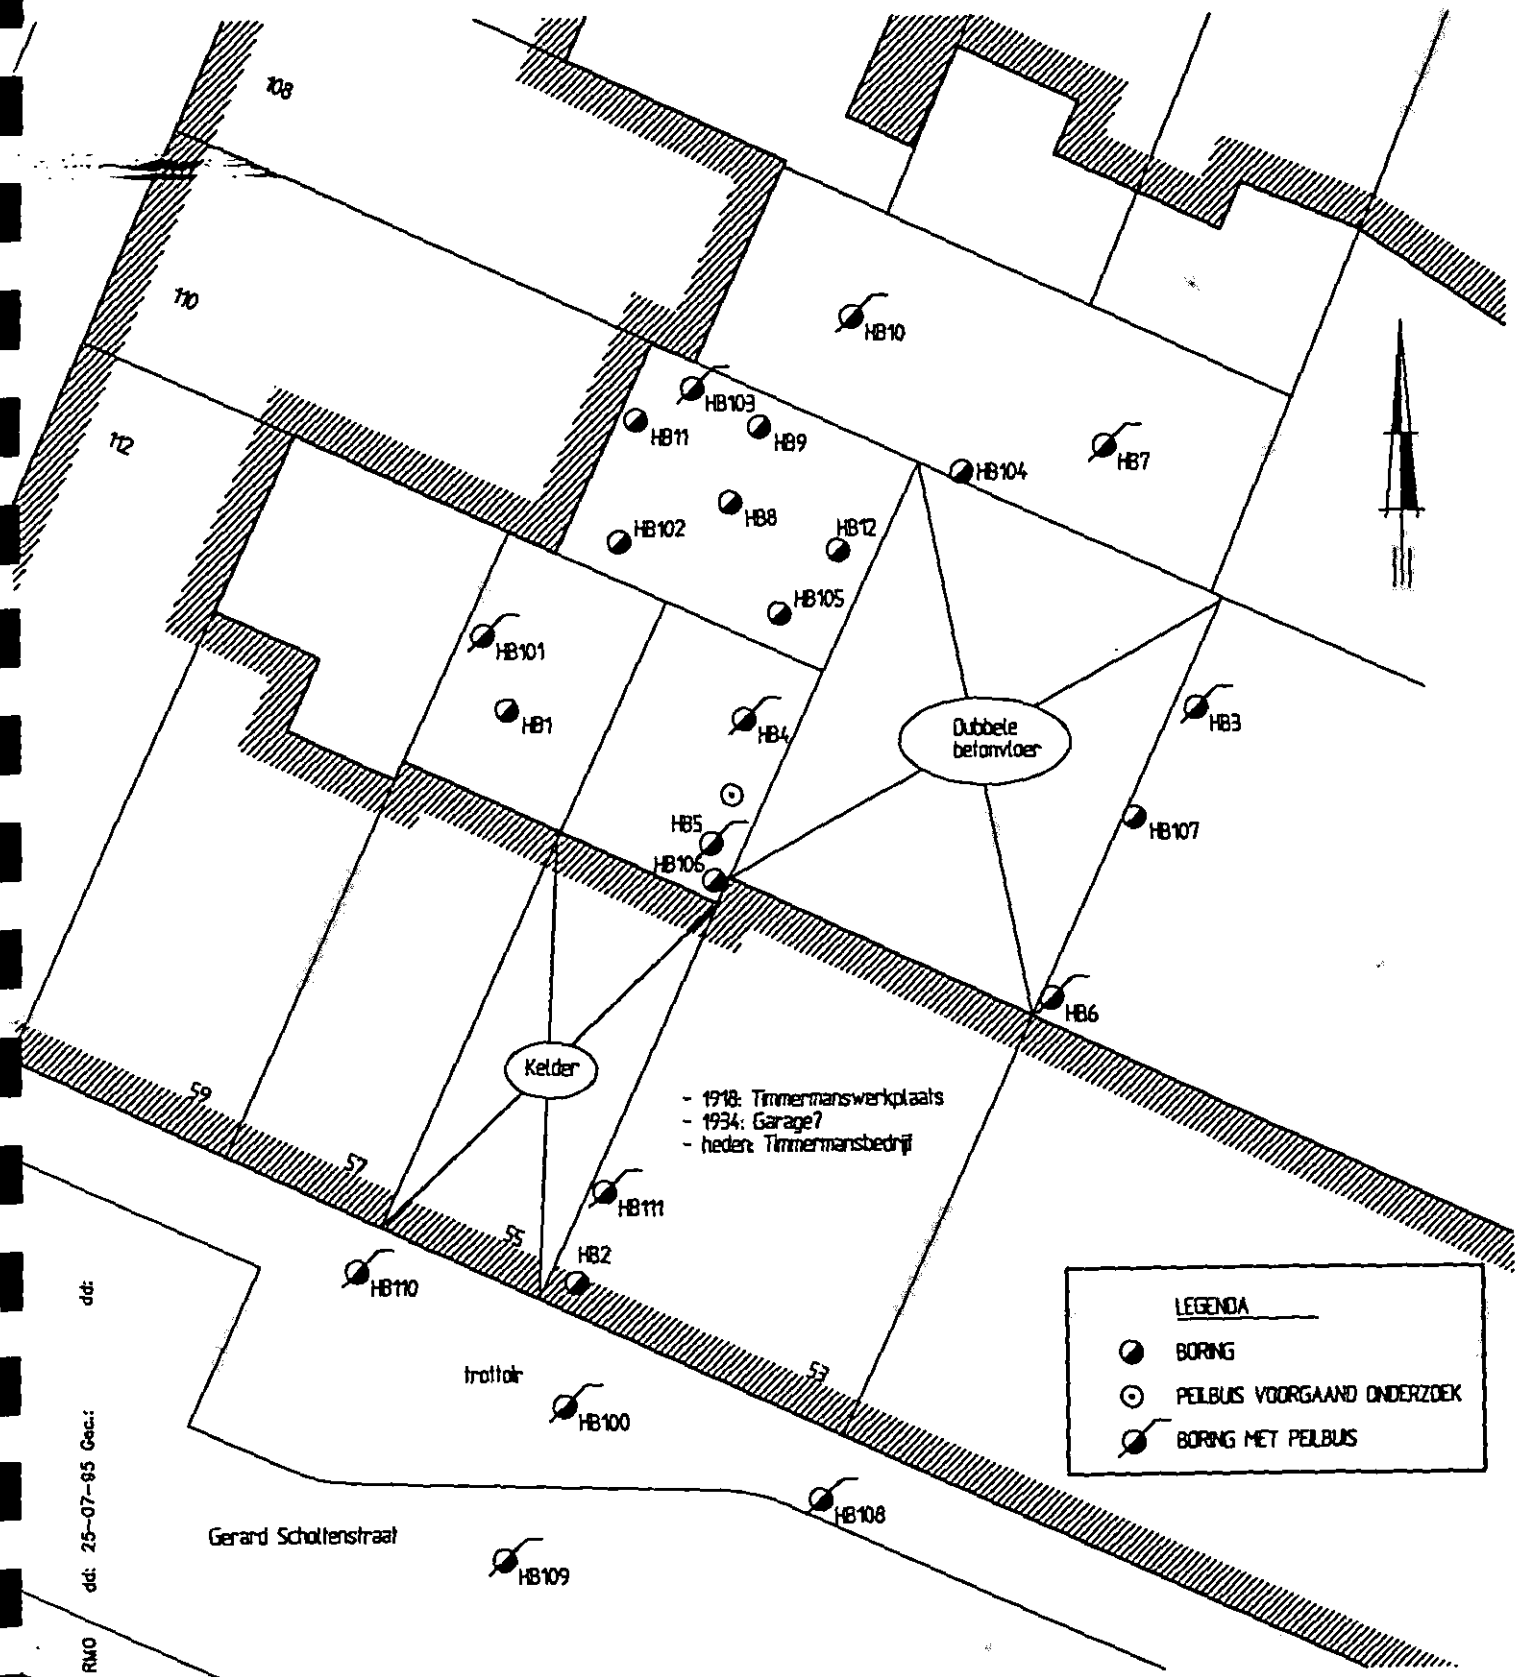 108
110
112
HB10
HB103
HB11
HB9
HB104
HB7
HB8
HB102
HB12
HB105
HB101
HB1
HB4
HB3
Dubbele
betonvloer
HB5
HB107
HB106
HB6
Kelder
59
57
55
53
- 1918: Timmermanswerkplaats
- 1934: Garage?
- heden: Timmermansbedrijf
HB111
HB2
HB110
trottoir
HB100
HB108
Gerard Scholtenstraat
HB109
LEGENDA
BORING
PEILBUIS VOORGAAND ONDERZOEK
BORING MET PEILBUIS
RMO dd: 25-07-95 Gec.: dd: